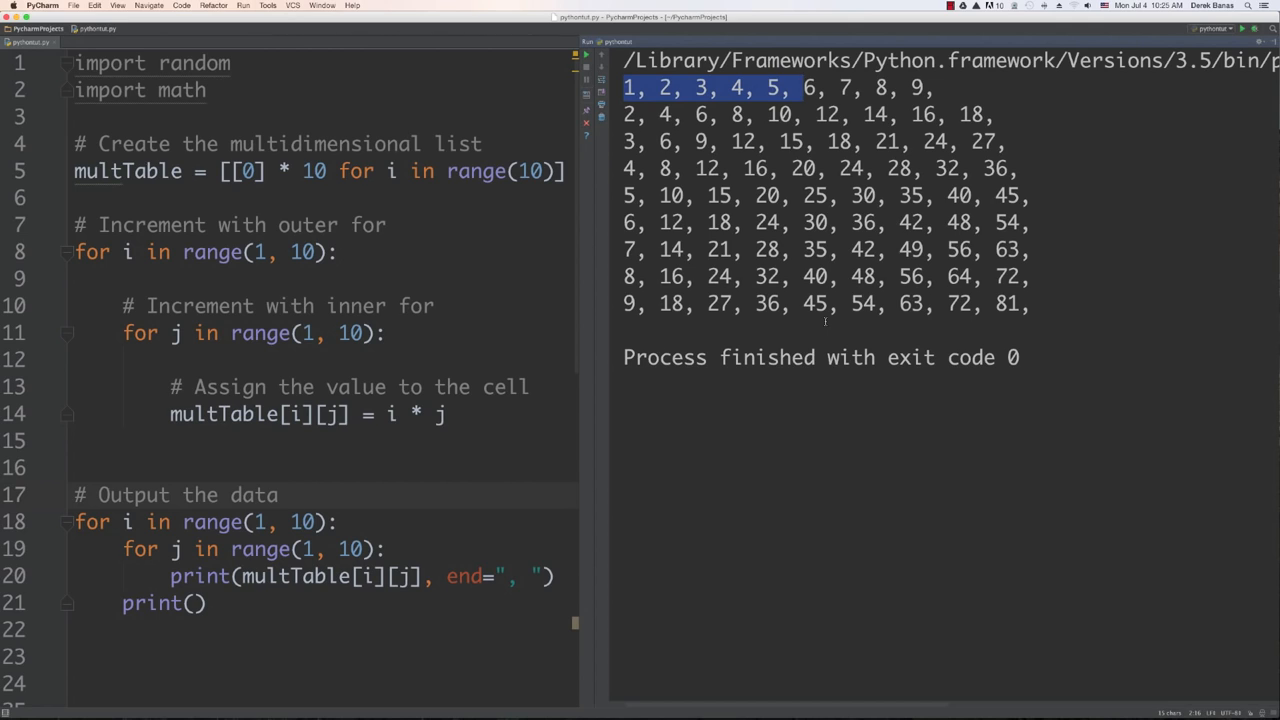 PyCharm File Edit View Navigate Code Refactor Run Tools VCS Window Help 10 Mon Jul 4 10:25 AM Derek Banas
pythontut.py - PycharmProjects - [~/PycharmProjects]
PycharmProjects pythontut.py pythontut
pythontut.py
Run pythontut
1 import random
2 import math
3
4 # Create the multidimensional list
5 multTable = [[0] * 10 for i in range(10)]
6
7 # Increment with outer for
8 for i in range(1, 10):
9
10 # Increment with inner for
11 for j in range(1, 10):
12
13 # Assign the value to the cell
14 multTable[i][j] = i * j
15
16
17 # Output the data
18 for i in range(1, 10):
19 for j in range(1, 10):
20 print(multTable[i][j], end=", ")
21 print()
22
23
24
/Library/Frameworks/Python.framework/Versions/3.5/bin/p
1, 2, 3, 4, 5, 6, 7, 8, 9,
2, 4, 6, 8, 10, 12, 14, 16, 18,
3, 6, 9, 12, 15, 18, 21, 24, 27,
4, 8, 12, 16, 20, 24, 28, 32, 36,
5, 10, 15, 20, 25, 30, 35, 40, 45,
6, 12, 18, 24, 30, 36, 42, 48, 54,
7, 14, 21, 28, 35, 42, 49, 56, 63,
8, 16, 24, 32, 40, 48, 56, 64, 72,
9, 18, 27, 36, 45, 54, 63, 72, 81,
Process finished with exit code 0
15 chars 2:16 LF‡ UTF-8‡